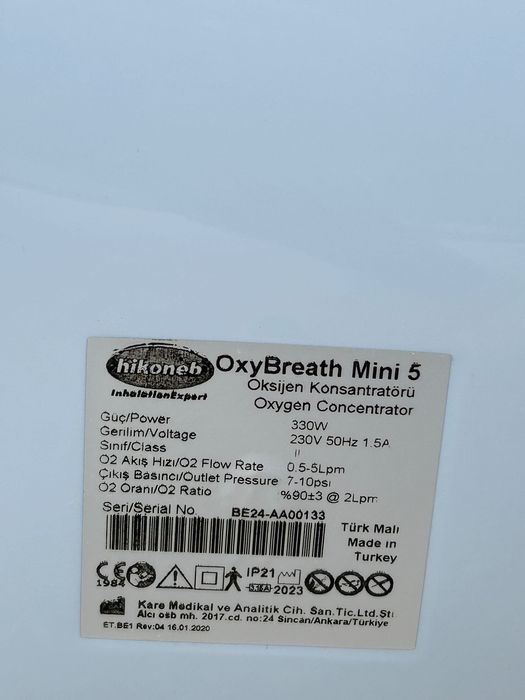 hikoneb
InhalationExpert
OxyBreath Mini 5
Oksijen Konsantratörü
Oxygen Concentrator
Güç/Power 330W
Gerilim/Voltage 230V 50Hz 1.5A
Sınıf/Class II
O2 Akış Hızı/O2 Flow Rate 0.5-5Lpm
Çıkış Basıncı/Outlet Pressure 7-10psi
O2 Oranı/O2 Ratio %90±3 @ 2Lpm
Seri/Serial No. BE24-AA00133
Türk Malı
Made in
Turkey
CE 1984 IP21 2023
Kare Medikal ve Analitik Cih. San.Tic.Ltd.Şti
Alcı osb mh. 2017.cd. no:24 Sincan/Ankara/Türkiye
ET.BE1 Rev:04 16.01.2020